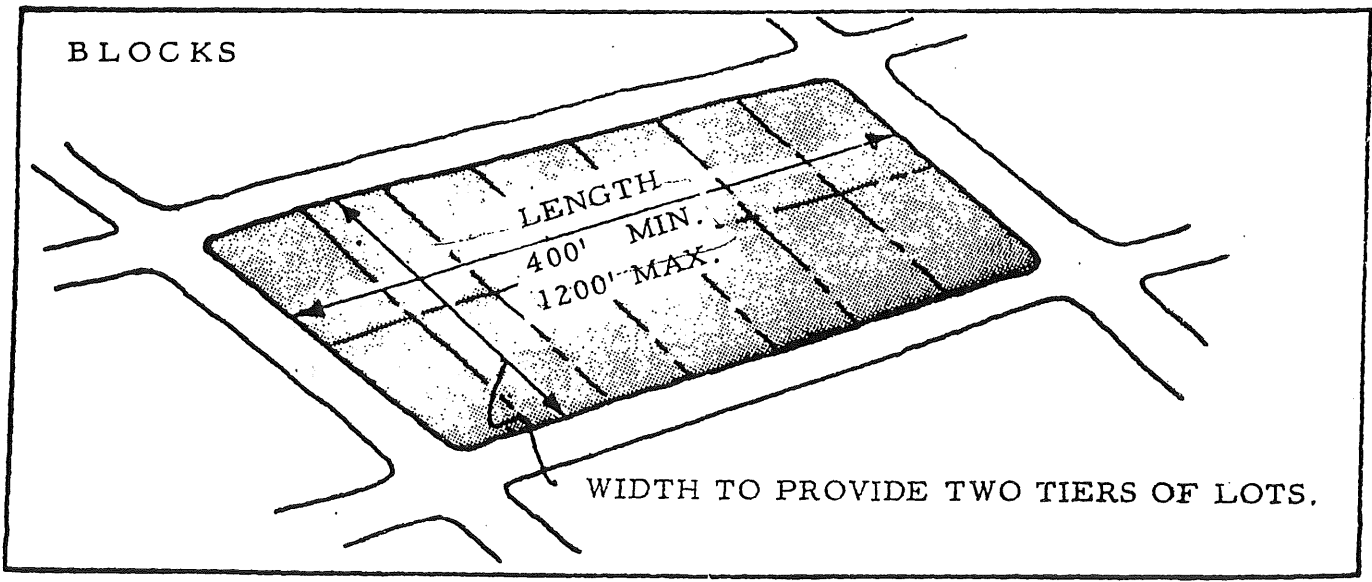 BLOCKS
LENGTH
400' MIN.
1200' MAX.
WIDTH TO PROVIDE TWO TIERS OF LOTS.